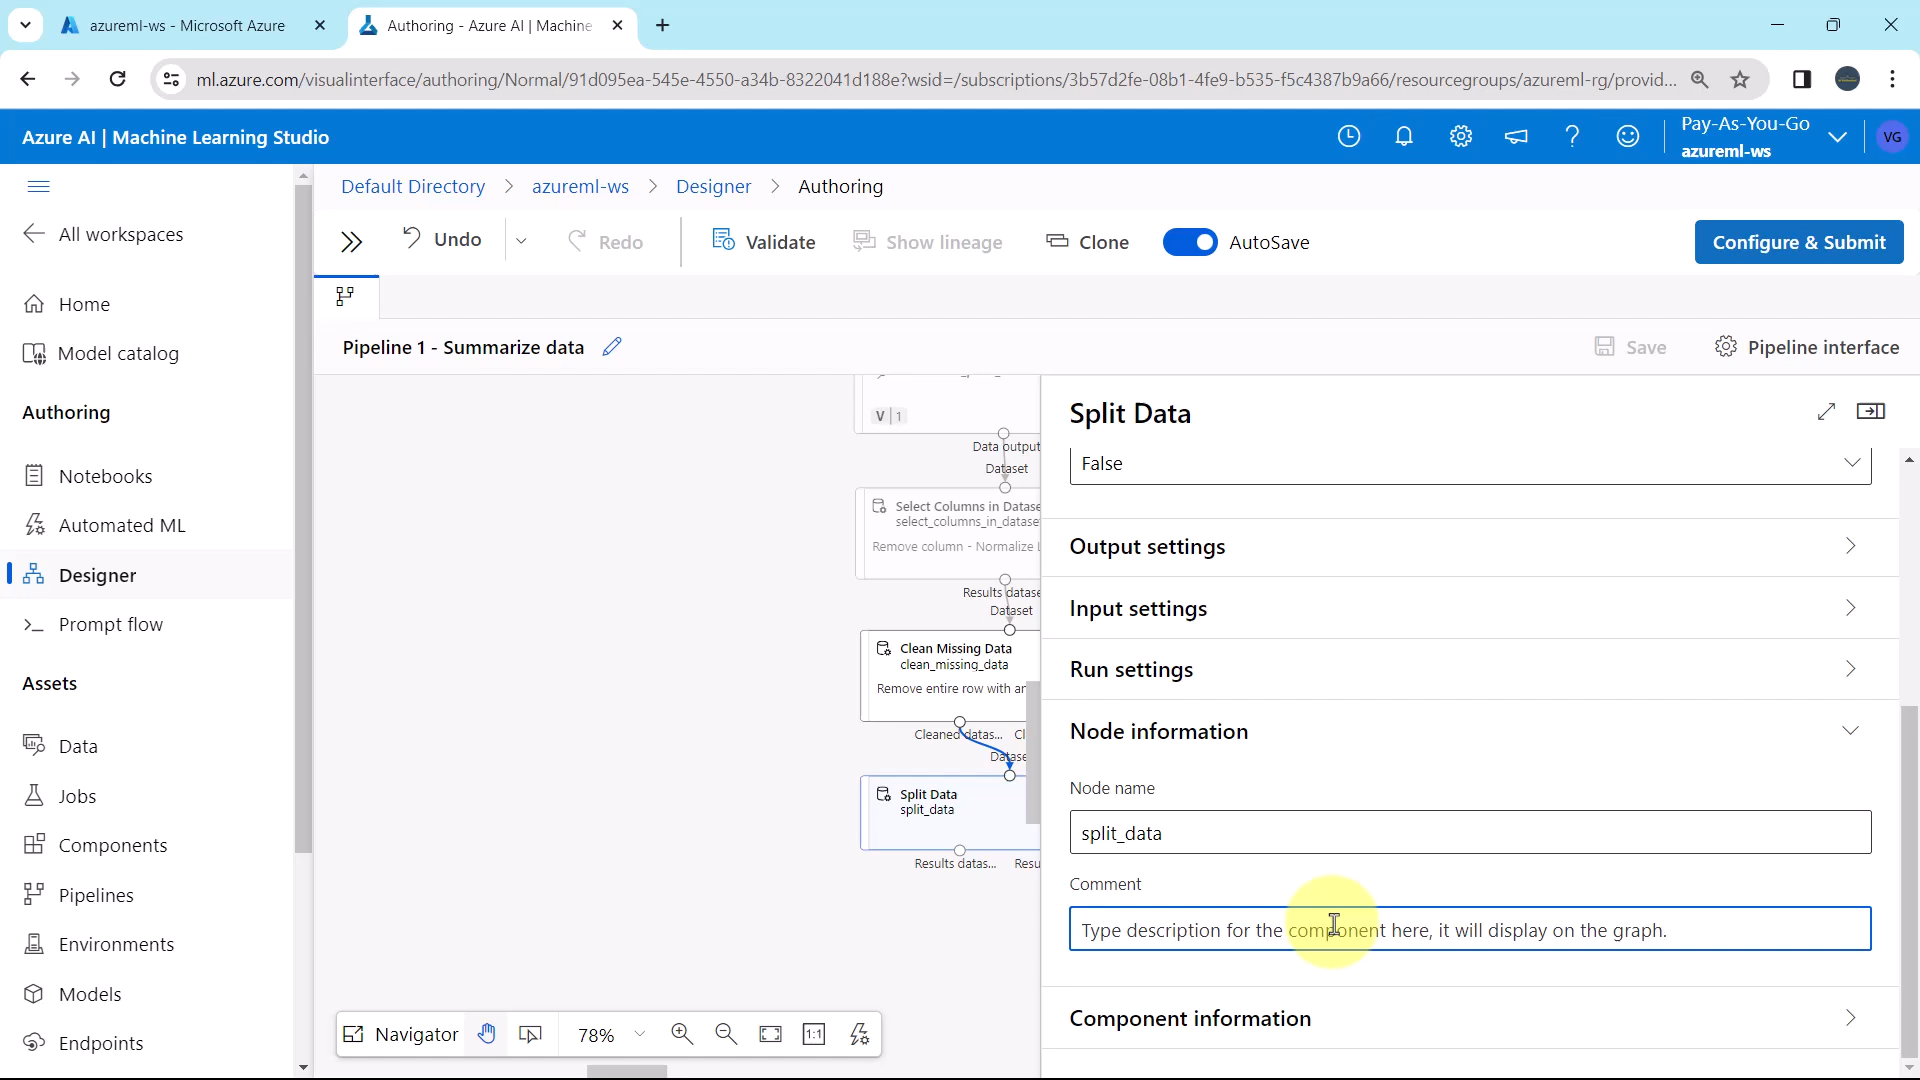 azureml-ws - Microsoft Azure
Authoring - Azure AI | Machine
ml.azure.com/visualinterface/authoring/Normal/91d095ea-545e-4550-a34b-8322041d188e?wsid=/subscriptions/3b57d2fe-08b1-4fe9-b535-f5c4387b9a66/resourcegroups/azureml-rg/provid...
Azure AI | Machine Learning Studio
Pay-As-You-Go
azureml-ws
VG
All workspaces
Home
Model catalog
Authoring
Notebooks
Automated ML
Designer
Prompt flow
Assets
Data
Jobs
Components
Pipelines
Environments
Models
Endpoints
Default Directory > azureml-ws > Designer > Authoring
Undo
Redo
Validate
Show lineage
Clone
AutoSave
Configure & Submit
Pipeline 1 - Summarize data
Save
Pipeline interface
V | 1
Data output
Dataset
Select Columns in Datase
select_columns_in_datase
Remove column - Normalize L
Results datase
Dataset
Clean Missing Data
clean_missing_data
Remove entire row with an
Cleaned datas... Cl
Datase
Split Data
split_data
Results datas... Resu
Navigator
78%
1:1
Split Data
False
Output settings
Input settings
Run settings
Node information
Node name
split_data
Comment
Type description for the component here, it will display on the graph.
Component information